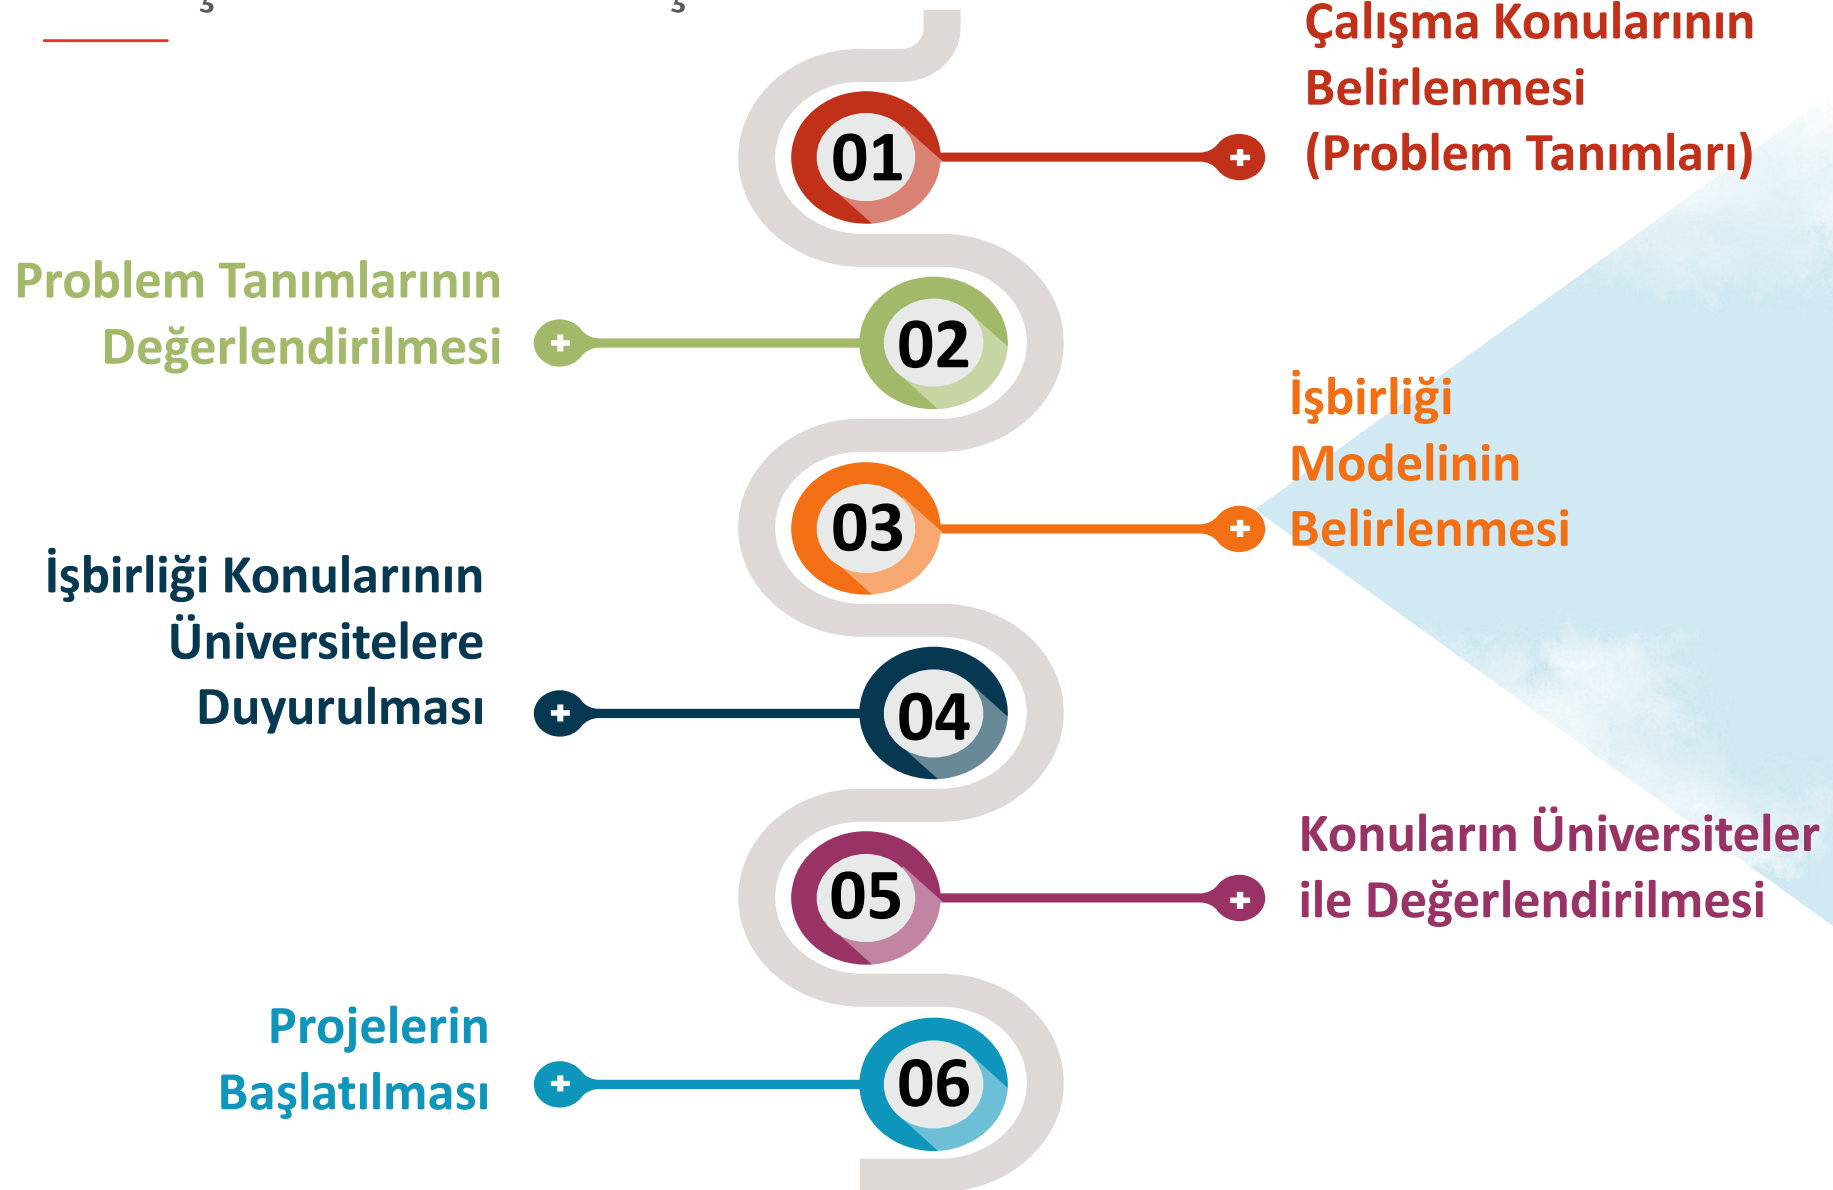 01
Çalışma Konularının
Belirlenmesi
(Problem Tanımları)
02
Problem Tanımlarının
Değerlendirilmesi
03
İşbirliği
Modelinin
Belirlenmesi
04
İşbirliği Konularının
Üniversitelere
Duyurulması
05
Konuların Üniversiteler
ile Değerlendirilmesi
06
Projelerin
Başlatılması